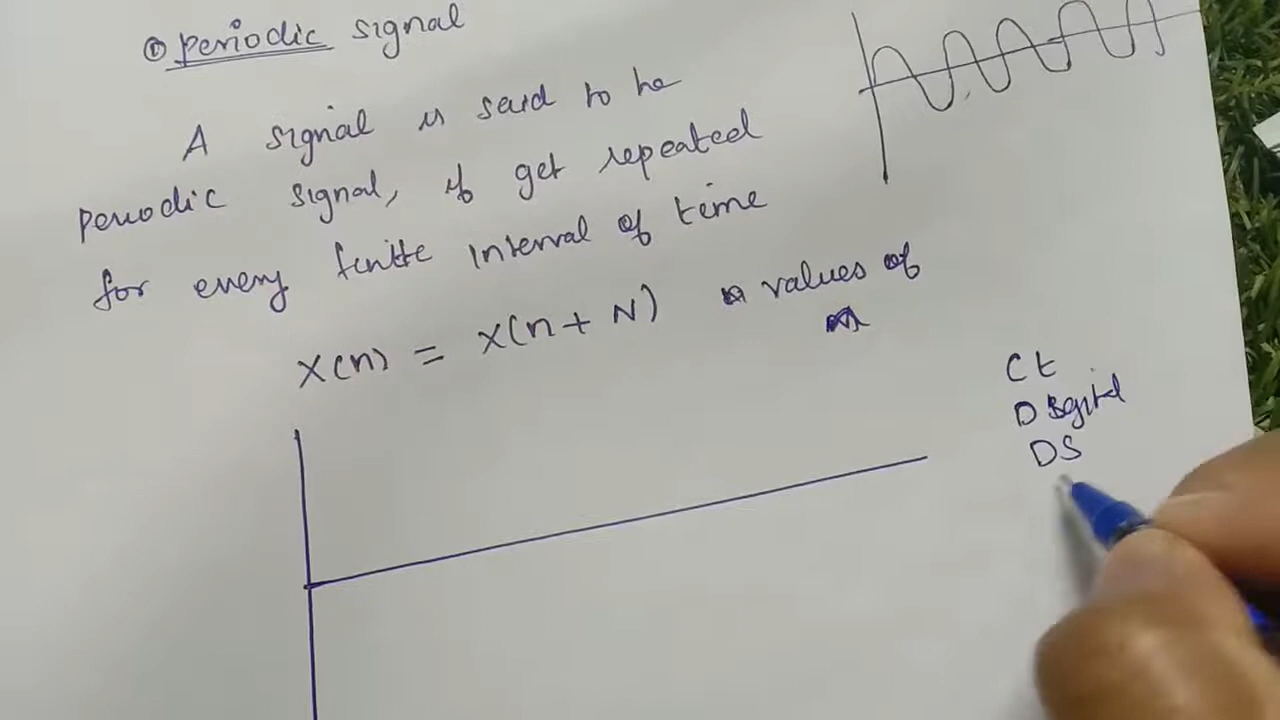 ① periodic signal
A signal is said to be
periodic signal, if get repeated
for every finite interval of time
x(n) = x(n + N) values of
n
Ct
Digital
DS